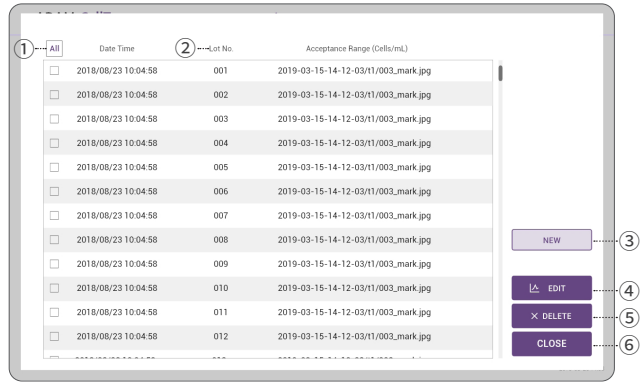 ① All Date Time ② Lot No. Acceptance Range (Cells/mL)
2018/08/23 10:04:58 001 2019-03-15-14-12-03/t1/003_mark.jpg
2018/08/23 10:04:58 002 2019-03-15-14-12-03/t1/003_mark.jpg
2018/08/23 10:04:58 003 2019-03-15-14-12-03/t1/003_mark.jpg
2018/08/23 10:04:58 004 2019-03-15-14-12-03/t1/003_mark.jpg
2018/08/23 10:04:58 005 2019-03-15-14-12-03/t1/003_mark.jpg
2018/08/23 10:04:58 006 2019-03-15-14-12-03/t1/003_mark.jpg
2018/08/23 10:04:58 007 2019-03-15-14-12-03/t1/003_mark.jpg
2018/08/23 10:04:58 008 2019-03-15-14-12-03/t1/003_mark.jpg
NEW ③
2018/08/23 10:04:58 009 2019-03-15-14-12-03/t1/003_mark.jpg
2018/08/23 10:04:58 010 2019-03-15-14-12-03/t1/003_mark.jpg
EDIT ④
2018/08/23 10:04:58 011 2019-03-15-14-12-03/t1/003_mark.jpg
DELETE ⑤
2018/08/23 10:04:58 012 2019-03-15-14-12-03/t1/003_mark.jpg
CLOSE ⑥